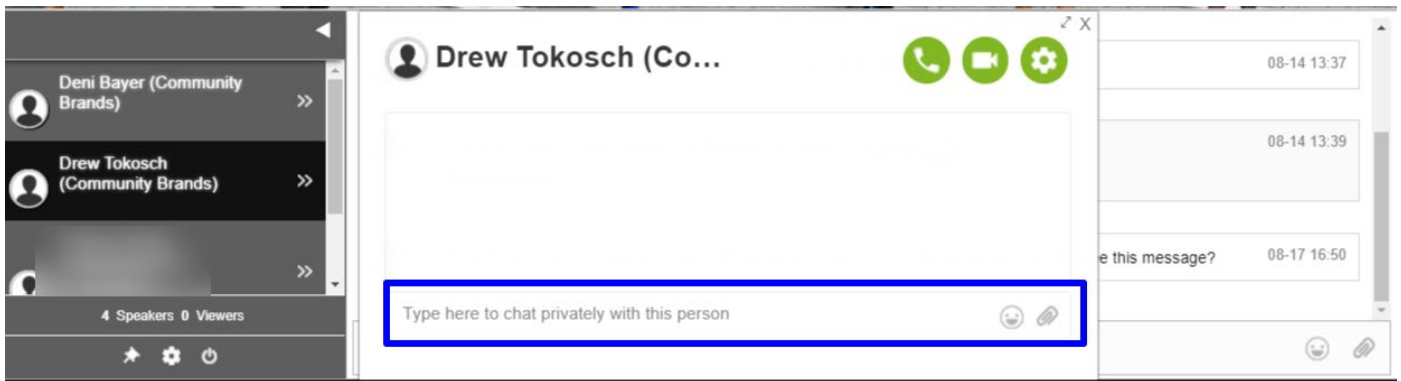 Deni Bayer (Community
Brands)
Drew Tokosch
(Community Brands)
4 Speakers 0 Viewers
Drew Tokosch (Co...
X
Type here to chat privately with this person
08-14 13:37
08-14 13:39
e this message?
08-17 16:50